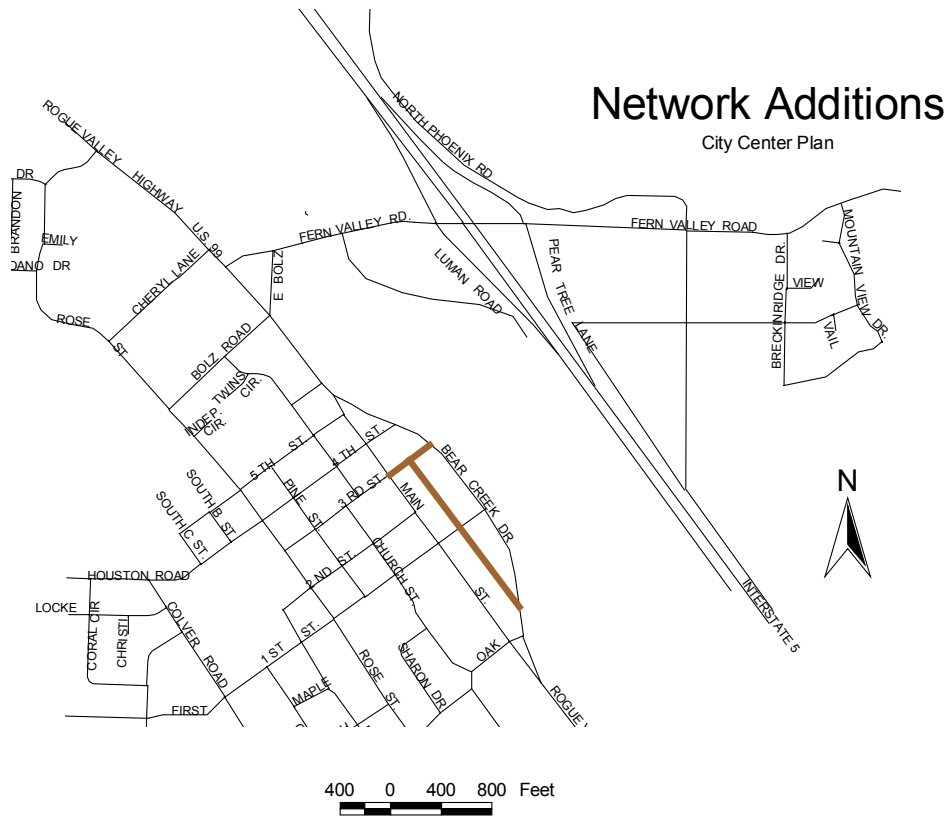 Network Additions
City Center Plan
ROGUE VALLEY HIGHWAY U.S. 99
NORTH PHOENIX RD
DR
BRANDON
EMILY
DANO DR
ROSE ST
CHERYL LANE
E BOLZ
FERN VALLEY RD.
FERN VALLEY ROAD
LUMAN ROAD
PEAR TREE LANE
BRECKINRIDGE DR.
VIEW
VAIL
MOUNTAIN VIEW DR.
BOLZ ROAD
TWINS CIR.
INDEP. CIR.
5 TH ST.
4 TH ST.
3 RD ST
BEAR CREEK DR
MAIN ST.
SOUTH B ST.
SOUTH C ST.
PINE ST.
2 ND ST.
CHURCH ST,
N
HOUSTON ROAD
LOCKE
CORAL CIR
CHRISTI
COLVER ROAD
1 ST ST.
ROSE ST.
SHARON DR
OAK
INTERSTATE 5
MAPLE
FIRST
ROGUE
400 0 400 800 Feet